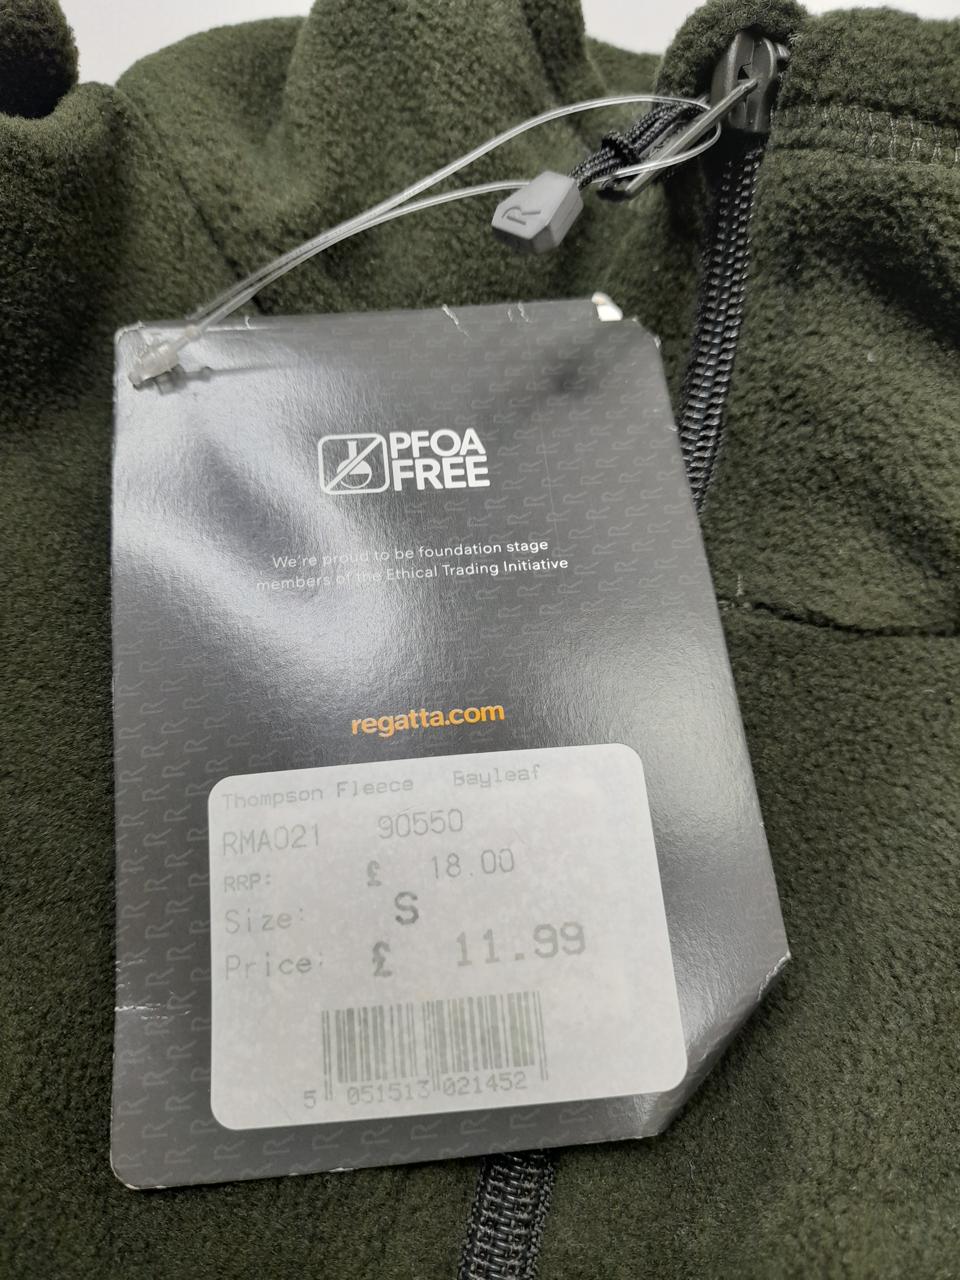 R
PFOA
FREE
We're proud to be foundation stage
members of the Ethical Trading Initiative
regatta.com
Thompson Fleece Bayleaf
RMA021 90550
RRP: £ 18.00
Size: S
Price: £ 11.99
5 051513 021452